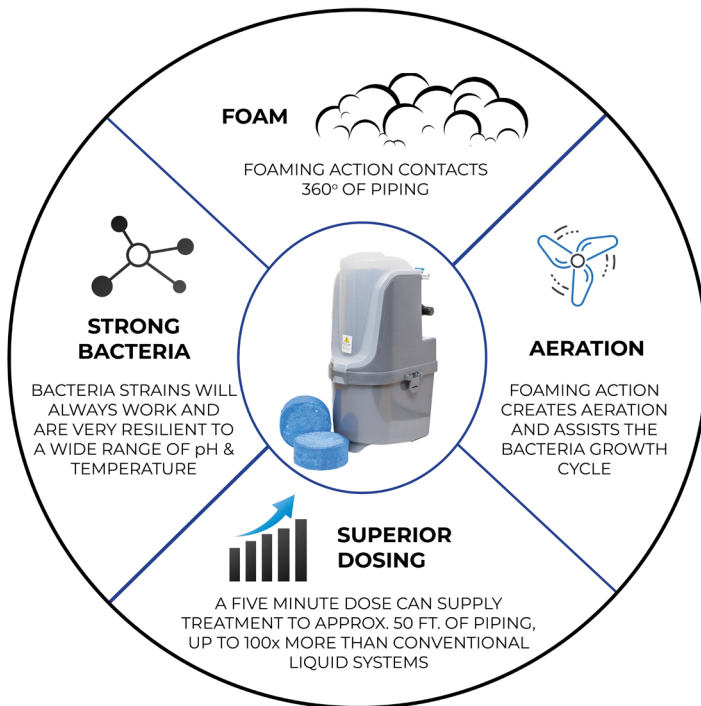 FOAM
FOAMING ACTION CONTACTS
360° OF PIPING
STRONG
BACTERIA
BACTERIA STRAINS WILL
ALWAYS WORK AND
ARE VERY RESILIENT TO
A WIDE RANGE OF pH &
TEMPERATURE
AERATION
FOAMING ACTION
CREATES AERATION
AND ASSISTS THE
BACTERIA GROWTH
CYCLE
SUPERIOR
DOSING
A FIVE MINUTE DOSE CAN SUPPLY
TREATMENT TO APPROX. 50 FT. OF PIPING,
UP TO 100x MORE THAN CONVENTIONAL
LIQUID SYSTEMS